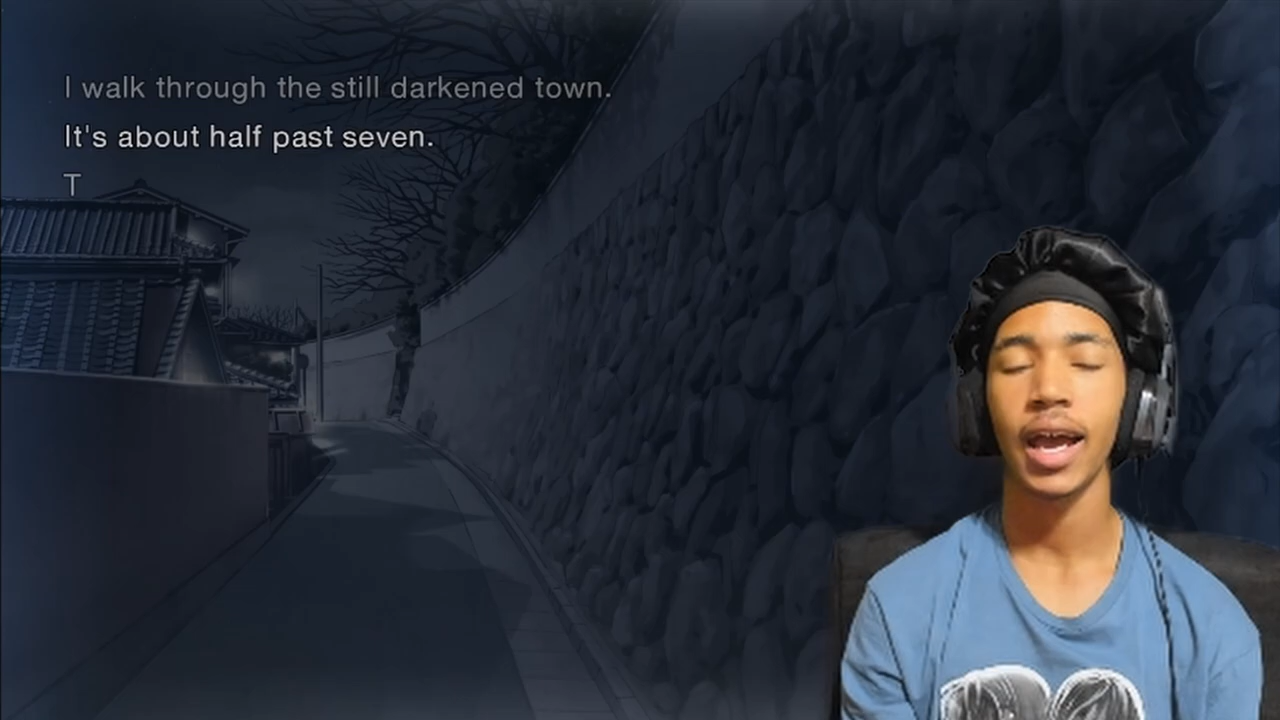 I walk through the still darkened town.
It's about half past seven.
T